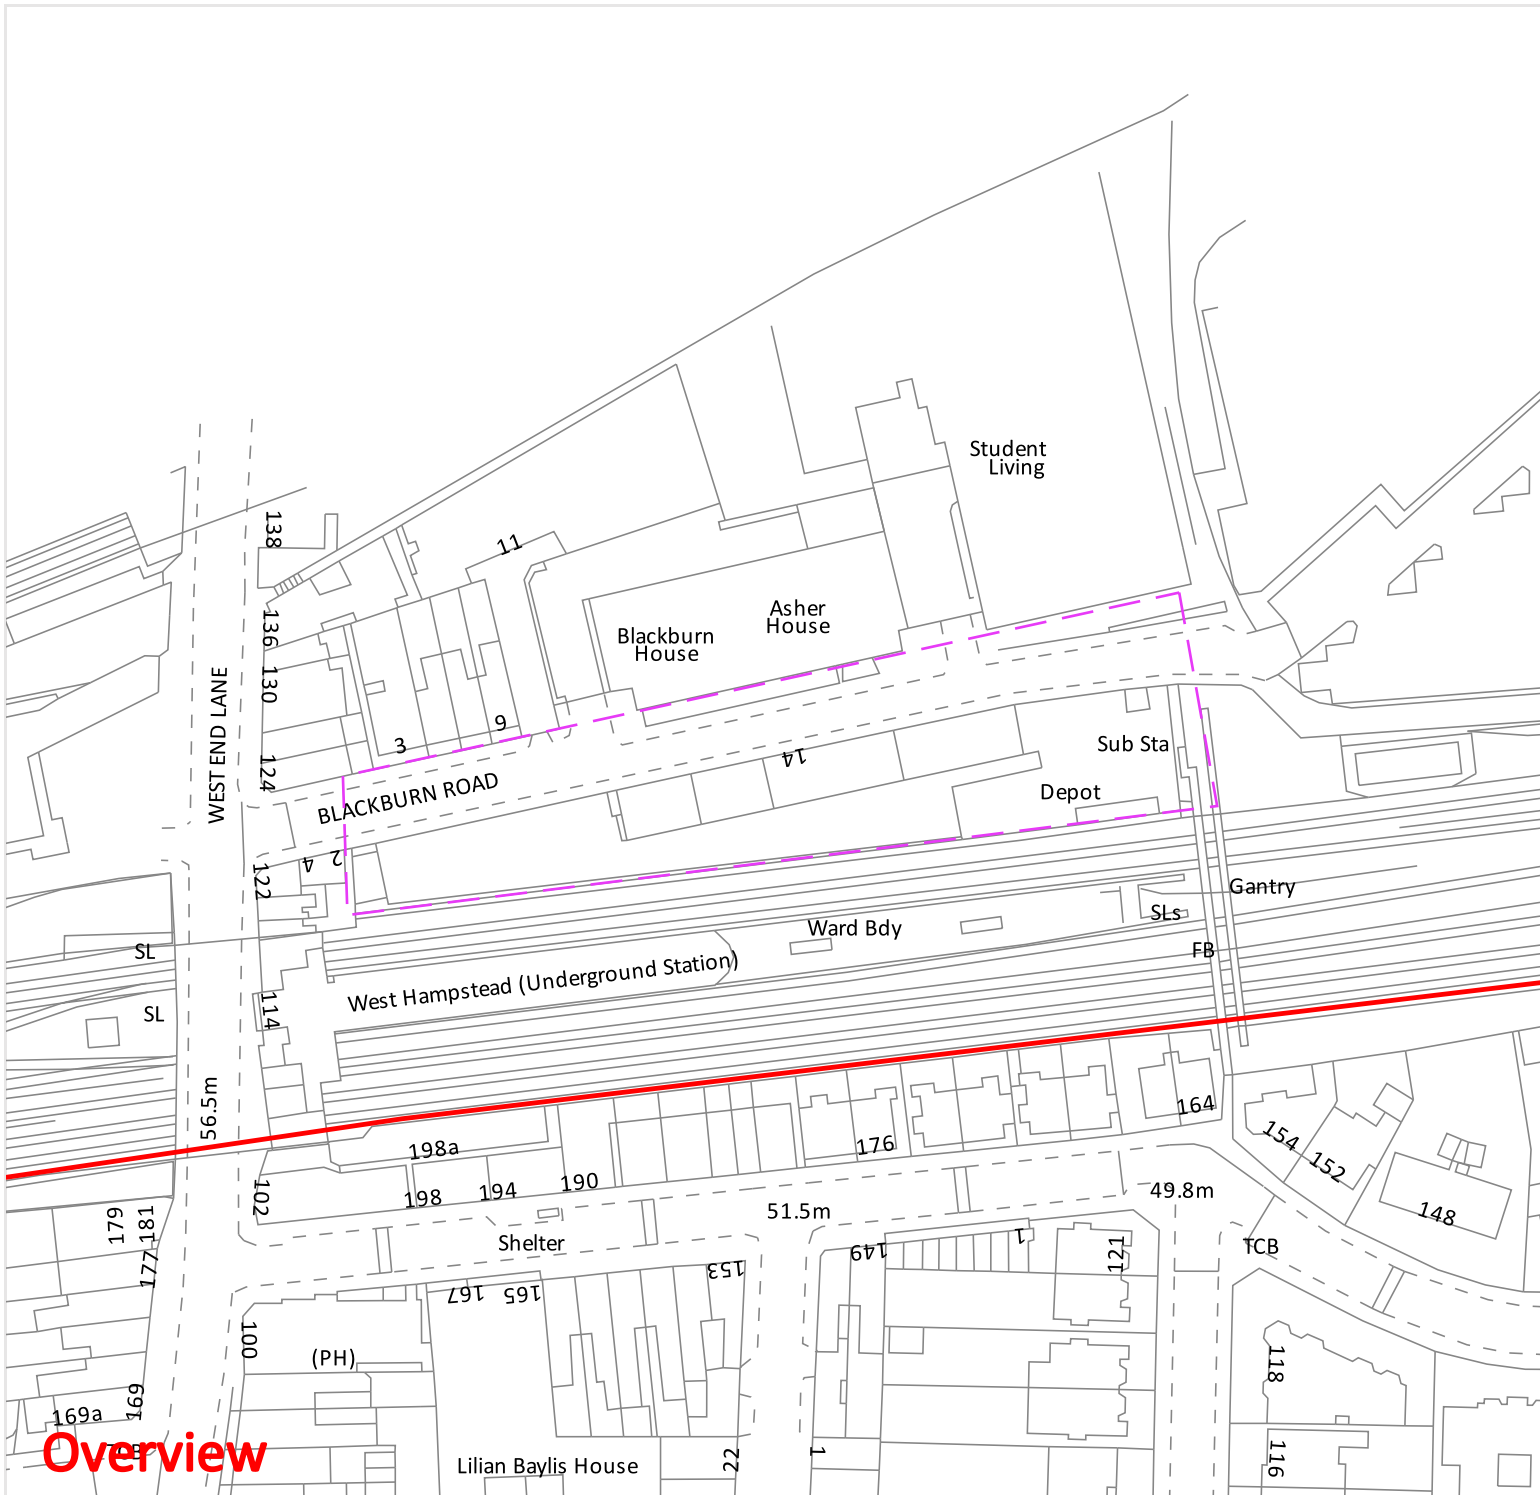 Student
Living
138
11
Asher
House
136
Blackburn
House
130
WEST END LANE
9
3
Sub Sta
124
14
BLACKBURN ROAD
Depot
2
4
122
Gantry
SLs
Ward Bdy
SL
FB
West Hampstead (Underground Station)
114
SL
56.5m
164
154
176
198a
152
190
194
198
102
49.8m
51.5m
148
179
181
Shelter
149
1
121
TCB
177
153
167
165
100
118
(PH)
169
169a
Overview
22
1
116
Lilian Baylis House